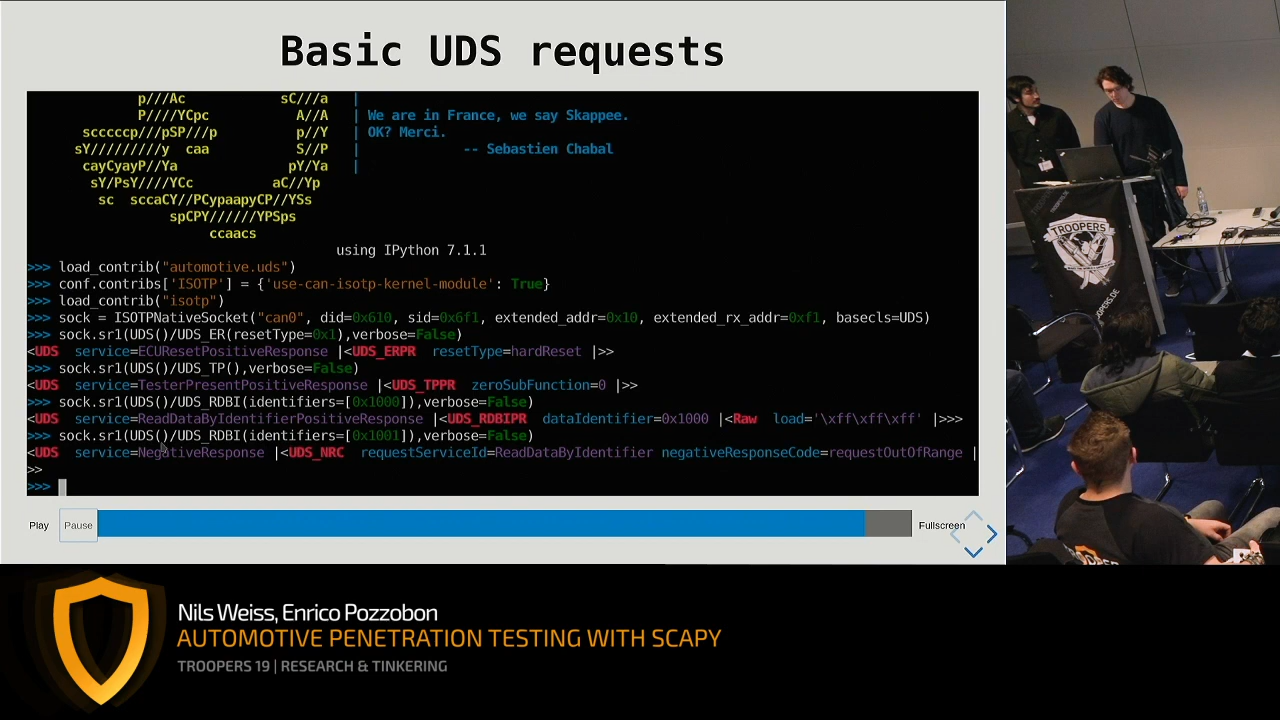 Basic UDS requests
p///Ac sC///a |
P////YCpc A//A | We are in France, we say Skappee.
scccccp///pSP///p p//Y | OK? Merci.
sY/////////y caa S//P | -- Sebastien Chabal
cayCyayP//Ya pY/Ya |
sY/PsY////YCc aC//Yp
sc sccaCY//PCypaapyCP//YSs
spCPY//////YPSps
ccaacs
using IPython 7.1.1
>>> load_contrib("automotive.uds")
>>> conf.contribs['ISOTP'] = {'use-can-isotp-kernel-module': True}
>>> load_contrib("isotp")
>>> sock = ISOTPNativeSocket("can0", did=0x610, sid=0x6f1, extended_addr=0x10, extended_rx_addr=0xf1, basecls=UDS)
>>> sock.sr1(UDS()/UDS_ER(resetType=0x1),verbose=False)
<UDS service=ECUResetPositiveResponse |<UDS_ERPR resetType=hardReset |>>
>>> sock.sr1(UDS()/UDS_TP(),verbose=False)
<UDS service=TesterPresentPositiveResponse |<UDS_TPPR zeroSubFunction=0 |>>
>>> sock.sr1(UDS()/UDS_RDBI(identifiers=[0x1000]),verbose=False)
<UDS service=ReadDataByIdentifierPositiveResponse |<UDS_RDBIPR dataIdentifier=0x1000 |<Raw load='\xff\xff\xff' |>>>
>>> sock.sr1(UDS()/UDS_RDBI(identifiers=[0x1001]),verbose=False)
<UDS service=NegativeResponse |<UDS_NRC requestServiceId=ReadDataByIdentifier negativeResponseCode=requestOutOfRange |
>>
>>>
Play Pause Fullscreen
TROOPERS
Nils Weiss, Enrico Pozzobon
AUTOMOTIVE PENETRATION TESTING WITH SCAPY
TROOPERS 19 | RESEARCH & TINKERING